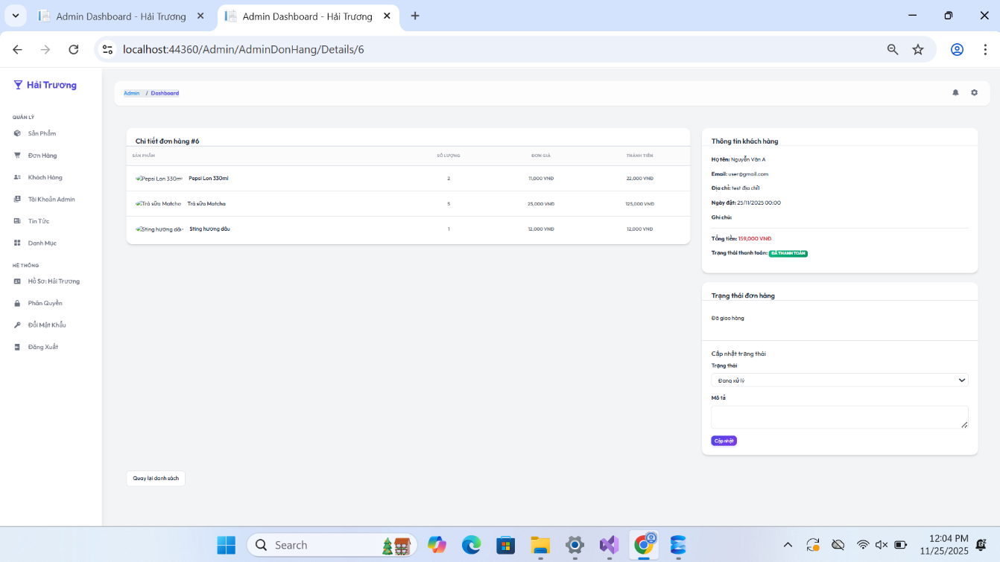 Admin Dashboard - Hải Trương
Admin Dashboard - Hải Trương
localhost:44360/Admin/AdminDonHang/Details/6
Hải Trương
Admin / Dashboard
QUẢN LÝ
Sản Phẩm
Đơn Hàng
Khách Hàng
Tài Khoản Admin
Tin Tức
Danh Mục
HỆ THỐNG
Hồ Sơ: Hải Trương
Phân Quyền
Đổi Mật Khẩu
Đăng Xuất
Chi tiết đơn hàng #6
SẢN PHẨM SỐ LƯỢNG ĐƠN GIÁ THÀNH TIỀN
Pepsi Lon 330ml Pepsi Lon 330ml 2 11,000 VNĐ 22,000 VNĐ
Trà sữa Matcha Trà sữa Matcha 5 25,000 VNĐ 125,000 VNĐ
Sting hương dâu Sting hương dâu 1 12,000 VNĐ 12,000 VNĐ
Quay lại danh sách
Thông tin khách hàng
Họ tên: Nguyễn Văn A
Email: user@gmail.com
Địa chỉ: test địa chỉ1
Ngày đặt: 25/11/2025 00:00
Ghi chú:
Tổng tiền: 159,000 VNĐ
Trạng thái thanh toán: ĐÃ THANH TOÁN
Trạng thái đơn hàng
Đã giao hàng
Cập nhật trạng thái
Trạng thái
Đang xử lý
Mô tả
Cập nhật
Search
12:04 PM
11/25/2025